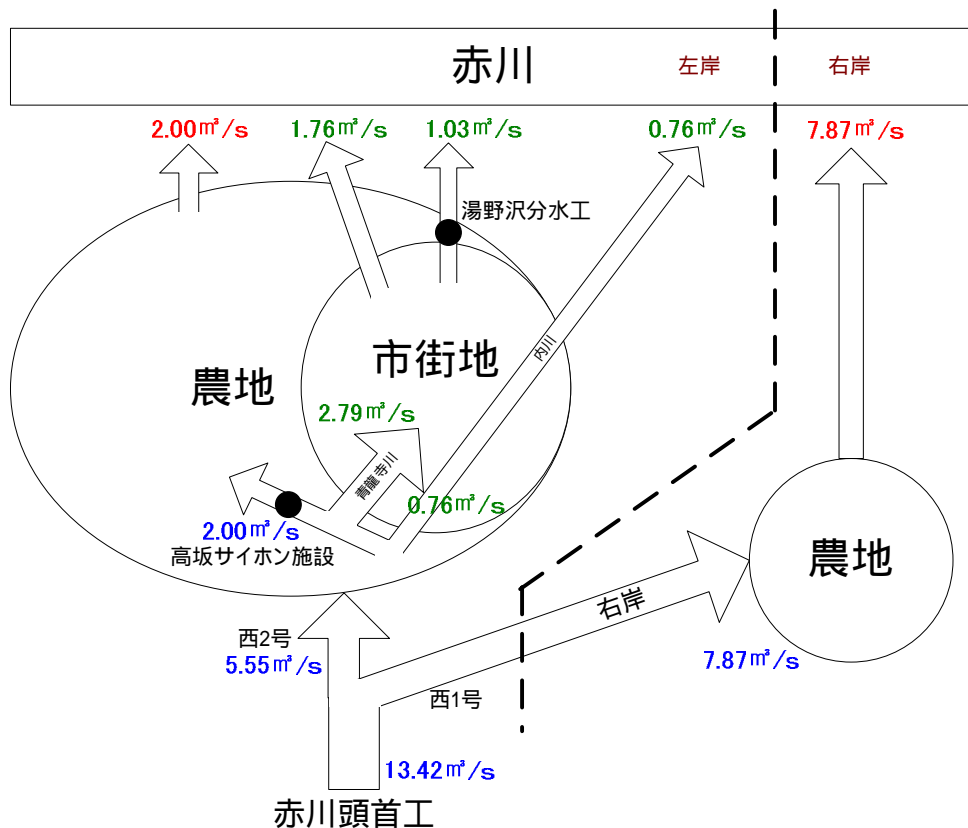 赤川
左岸
右岸
2.00㎥/s
1.76㎥/s
1.03㎥/s
0.76㎥/s
7.87㎥/s
湯野沢分水工
内川
市街地
農地
2.79㎥/s
青龍寺川
0.76㎥/s
2.00㎥/s
高坂サイホン施設
農地
右岸
西2号
5.55㎥/s
7.87㎥/s
西1号
13.42㎥/s
赤川頭首工